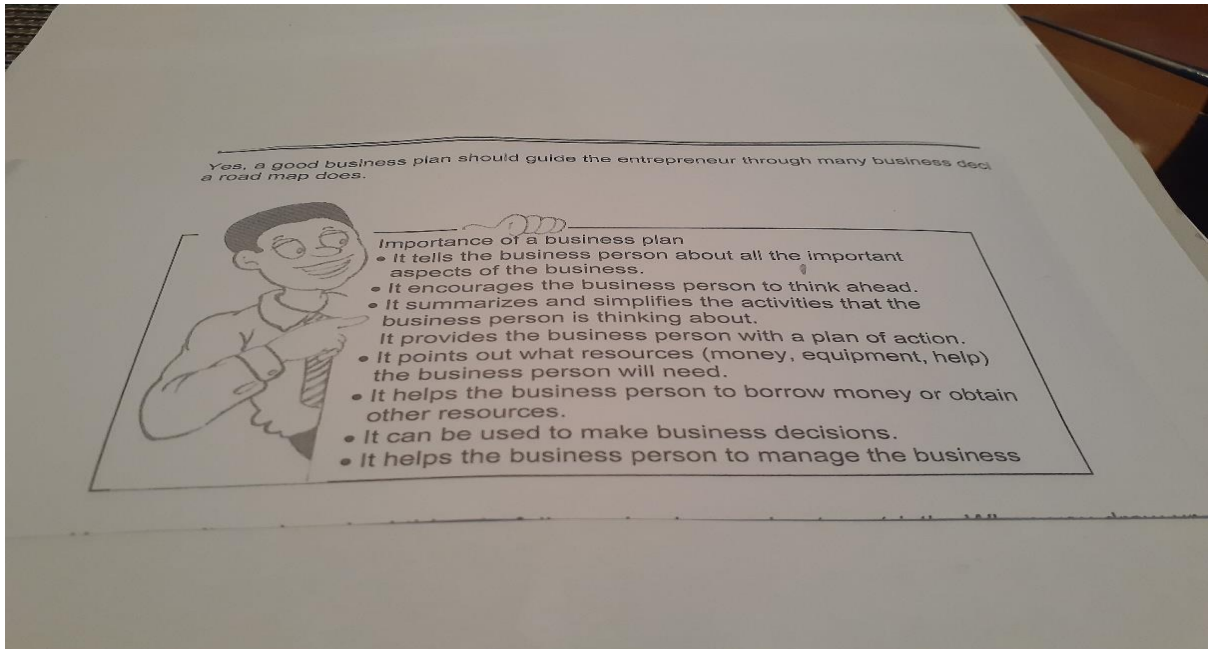 Yes, a good business plan should guide the entrepreneur through many business deci
a road map does.
Importance of a business plan
• It tells the business person about all the important
aspects of the business.
• It encourages the business person to think ahead.
• It summarizes and simplifies the activities that the
business person is thinking about.
It provides the business person with a plan of action.
• It points out what resources (money, equipment, help)
the business person will need.
• It helps the business person to borrow money or obtain
other resources.
• It can be used to make business decisions.
• It helps the business person to manage the business